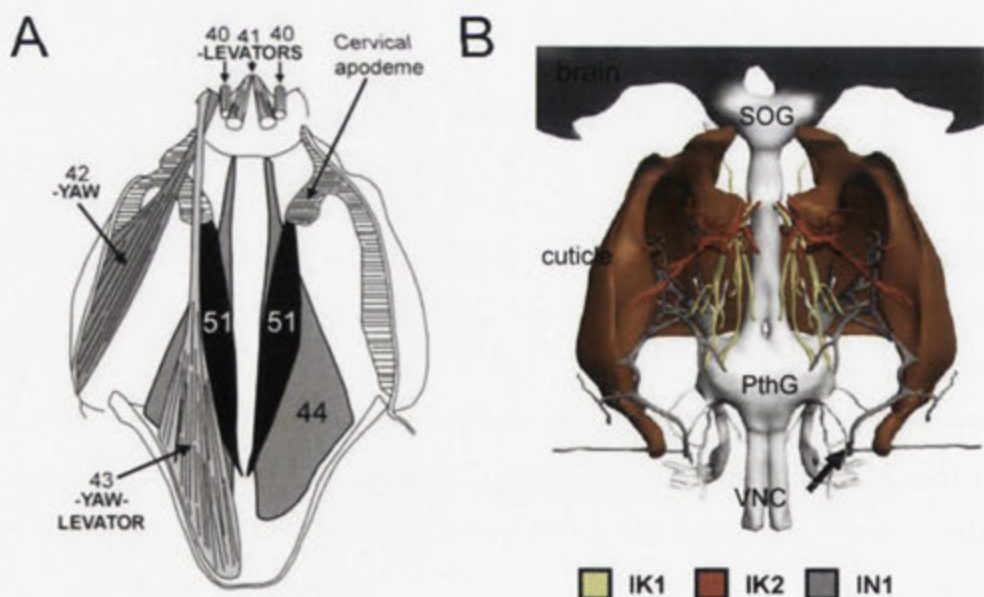 A
40 41 40
-LEVATORS
Cervical
apodeme
42
-YAW
51
51
44
43
-YAW-
LEVATOR
B
brain
SOG
cuticle
PthG
VNC
IK1
IK2
IN1